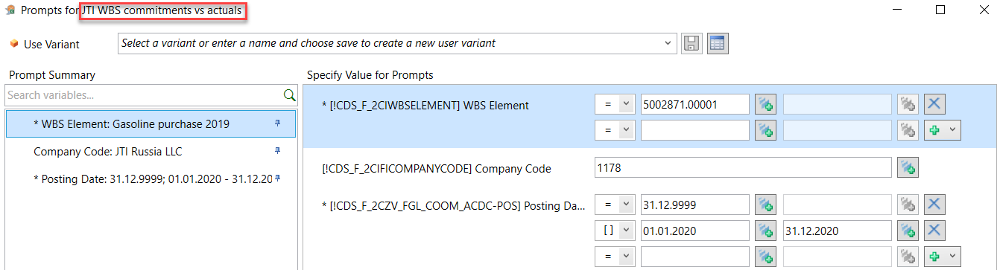 Prompts for JTI WBS commitments vs actuals
Use Variant
Select a variant or enter a name and choose save to create a new user variant
Prompt Summary
Specify Value for Prompts
Search variables...
* WBS Element: Gasoline purchase 2019
Company Code: JTI Russia LLC
* Posting Date: 31.12.9999; 01.01.2020 - 31.12.20
* [!CDS_F_2CIWBSELEMENT] WBS Element
=
5002871.00001
=
[!CDS_F_2CIFICOMPANYCODE] Company Code
1178
* [!CDS_F_2CZV_FGL_COOM_ACDC-POS] Posting Da...
=
31.12.9999
[ ]
01.01.2020
31.12.2020
=